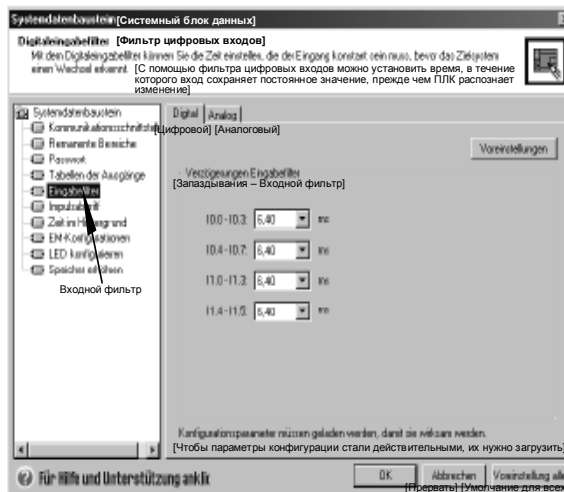 Systemdatenbaustein [Системный блок данных]
Digitaleingabefilter [Фильтр цифровых входов]
Mit dem Digitaleingabefilter können Sie die Zeit einstellen, die der Eingang konstant sein muss, bevor das Zielsystem
einen Wechsel erkennt. [С помощью фильтра цифровых входов можно установить время, в течение
которого вход сохраняет постоянное значение, прежде чем ПЛК распознает
изменение]
Systemdatenbaustein
Kommunikationsschnittstell
Remanente Bereiche
Passwort
Tabellen der Ausgänge
Eingabefilter
Impulsabgriff
Zeit im Hintergrund
EM-Konfigurationen
LED konfigurieren
Speicher erhöhen
Входной фильтр
Digital Analog
[Цифровой] [Аналоговый]
Voreinstellungen
Verzögerungen Eingabefilter
[Запаздывания – Входной фильтр]
I0.0-I0.3: 6,40 ms
I0.4-I0.7: 6,40 ms
I1.0-I1.3: 6,40 ms
I1.4-I1.5: 6,40 ms
Konfigurationsparameter müssen geladen werden, damit sie wirksam werden.
[Чтобы параметры конфигурации стали действительными, их нужно загрузить]
Für Hilfe und Unterstützung anklic
OK Abbrechen Voreinstellung alle
[Прервать] [Умолчание для всех